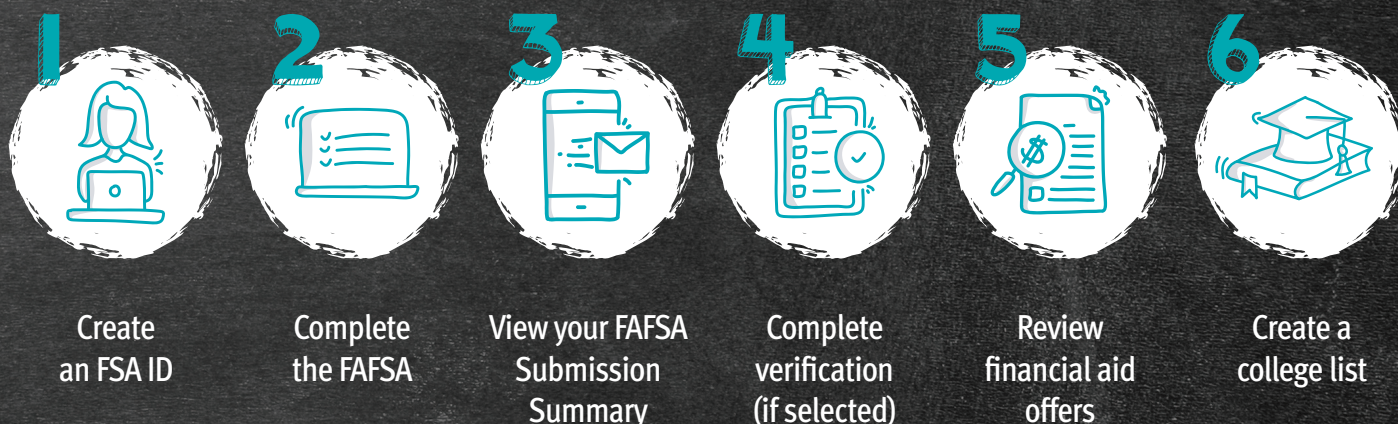 1
2
3
4
5
6
Create
an FSA ID
Complete
the FAFSA
View your FAFSA
Submission
Summary
Complete
verification
(if selected)
Review
financial aid
offers
Create a
college list